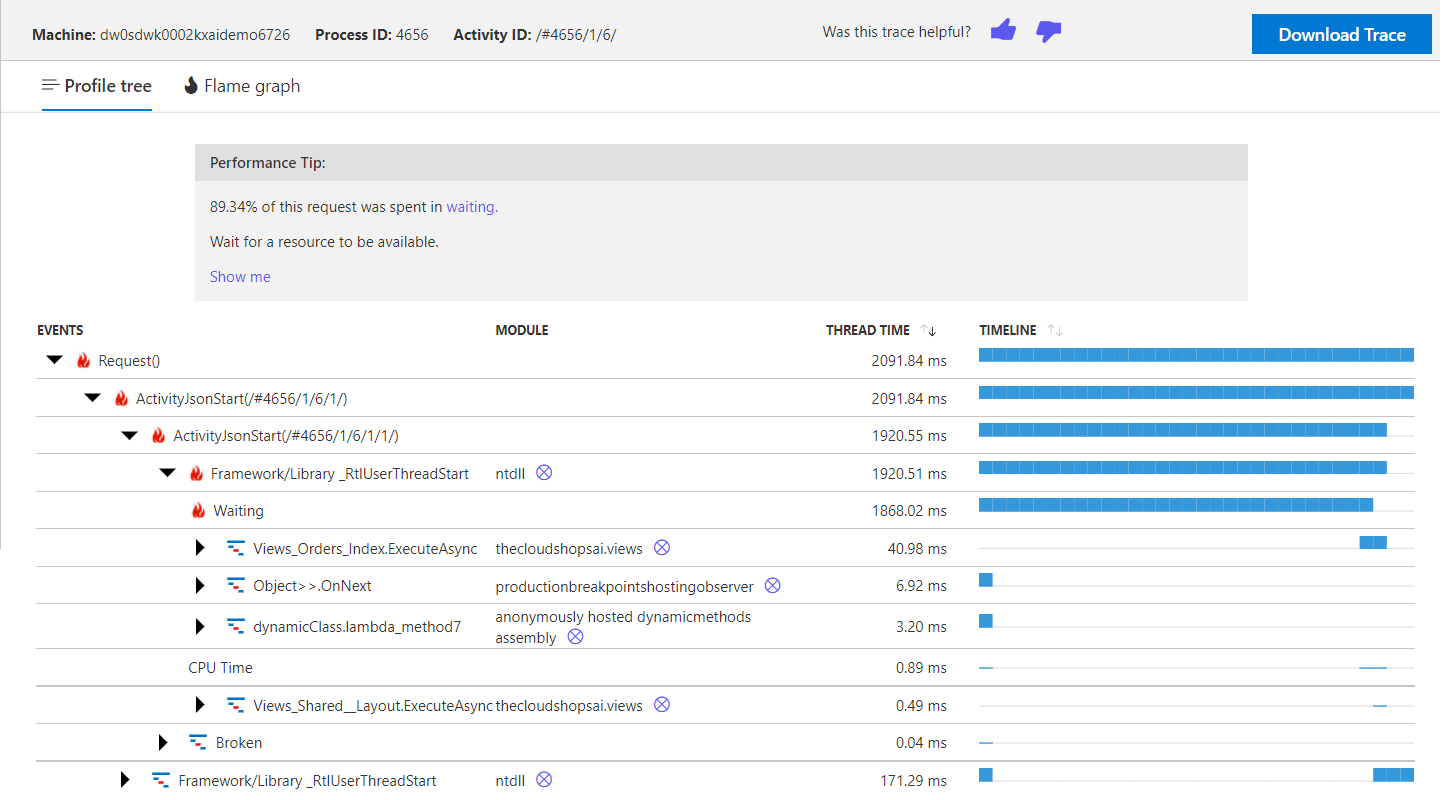 Machine: dw0sdwk0002kxaidemo6726 Process ID: 4656 Activity ID: /#4656/1/6/ Was this trace helpful? Download Trace
Profile tree Flame graph
Performance Tip:
89.34% of this request was spent in waiting.
Wait for a resource to be available.
Show me
EVENTS MODULE THREAD TIME TIMELINE
Request() 2091.84 ms
ActivityJsonStart(/#4656/1/6/1/) 2091.84 ms
ActivityJsonStart(/#4656/1/6/1/1/) 1920.55 ms
Framework/Library _RtlUserThreadStart ntdll 1920.51 ms
Waiting 1868.02 ms
Views_Orders_Index.ExecuteAsync thecloudshopsai.views 40.98 ms
Object>>.OnNext productionbreakpointshostingobserver 6.92 ms
dynamicClass.lambda_method7 anonymously hosted dynamicmethods 3.20 ms
assembly
CPU Time 0.89 ms
Views_Shared__Layout.ExecuteAsync thecloudshopsai.views 0.49 ms
Broken 0.04 ms
Framework/Library _RtlUserThreadStart ntdll 171.29 ms